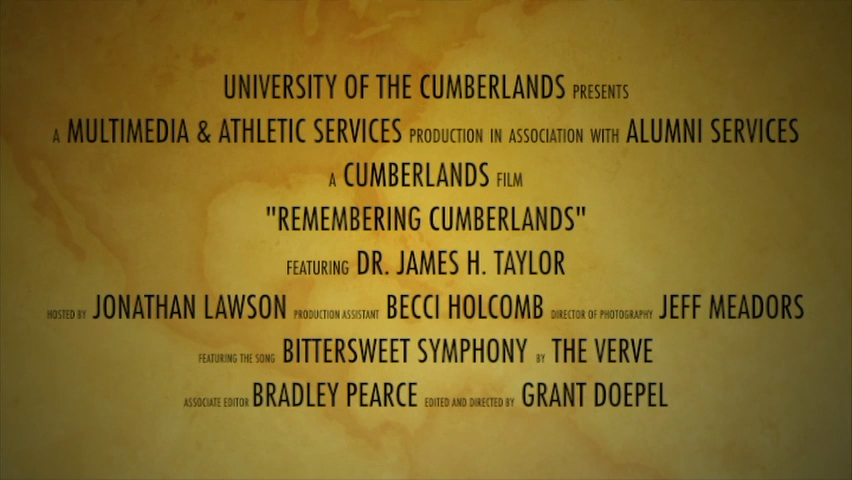 UNIVERSITY OF THE CUMBERLANDS PRESENTS
A MULTIMEDIA & ATHLETIC SERVICES PRODUCTION IN ASSOCIATION WITH ALUMNI SERVICES
A CUMBERLANDS FILM
"REMEMBERING CUMBERLANDS"
FEATURING DR. JAMES H. TAYLOR
HOSTED BY JONATHAN LAWSON PRODUCTION ASSISTANT BECCI HOLCOMB DIRECTOR OF PHOTOGRAPHY JEFF MEADORS
FEATURING THE SONG BITTERSWEET SYMPHONY BY THE VERVE
ASSOCIATE EDITOR BRADLEY PEARCE EDITED AND DIRECTED BY GRANT DOEPEL